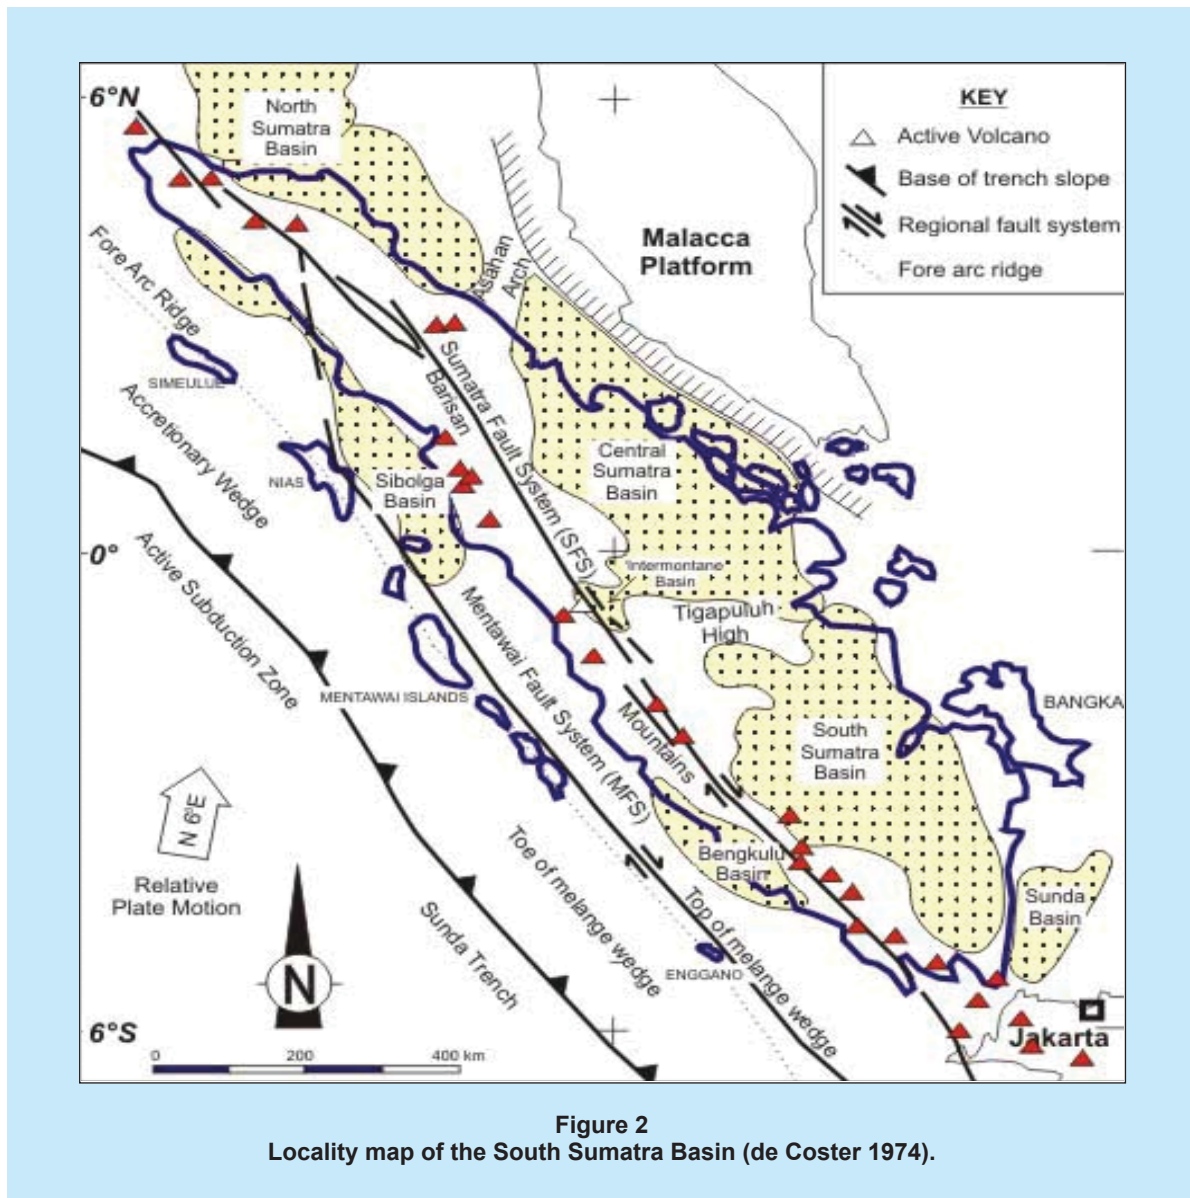 6°N
North
Sumatra
Basin
KEY
Active Volcano
Base of trench slope
Regional fault system
Fore arc ridge
Malacca
Platform
Asahan
Arch
Fore Arc Ridge
SIMEULUE
Accretionary Wedge
Barisan
Sumatra Fault System (SFS)
Central
Sumatra
Basin
NIAS
Sibolga
Basin
0°
Active Subduction Zone
Intermontane
Basin
Tigapuluh
High
Mentawai Fault System (MFS)
MENTAWAI ISLANDS
BANGKA
Mountains
South
Sumatra
Basin
N 6°E
Relative
Plate Motion
Bengkulu
Basin
Sunda
Basin
Toe of melange wedge
Top of melange wedge
Sunda Trench
ENGGANO
N
6°S
Jakarta
0 200 400 km
Figure 2
Locality map of the South Sumatra Basin (de Coster 1974).